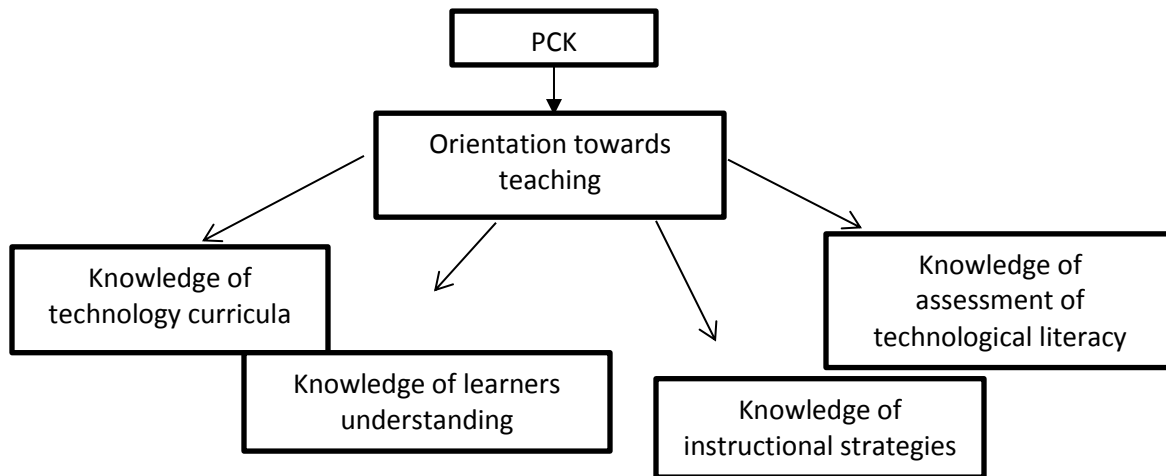 PCK
Orientation towards
teaching
Knowledge of
technology curricula
Knowledge of learners
understanding
Knowledge of
instructional strategies
Knowledge of
assessment of
technological literacy